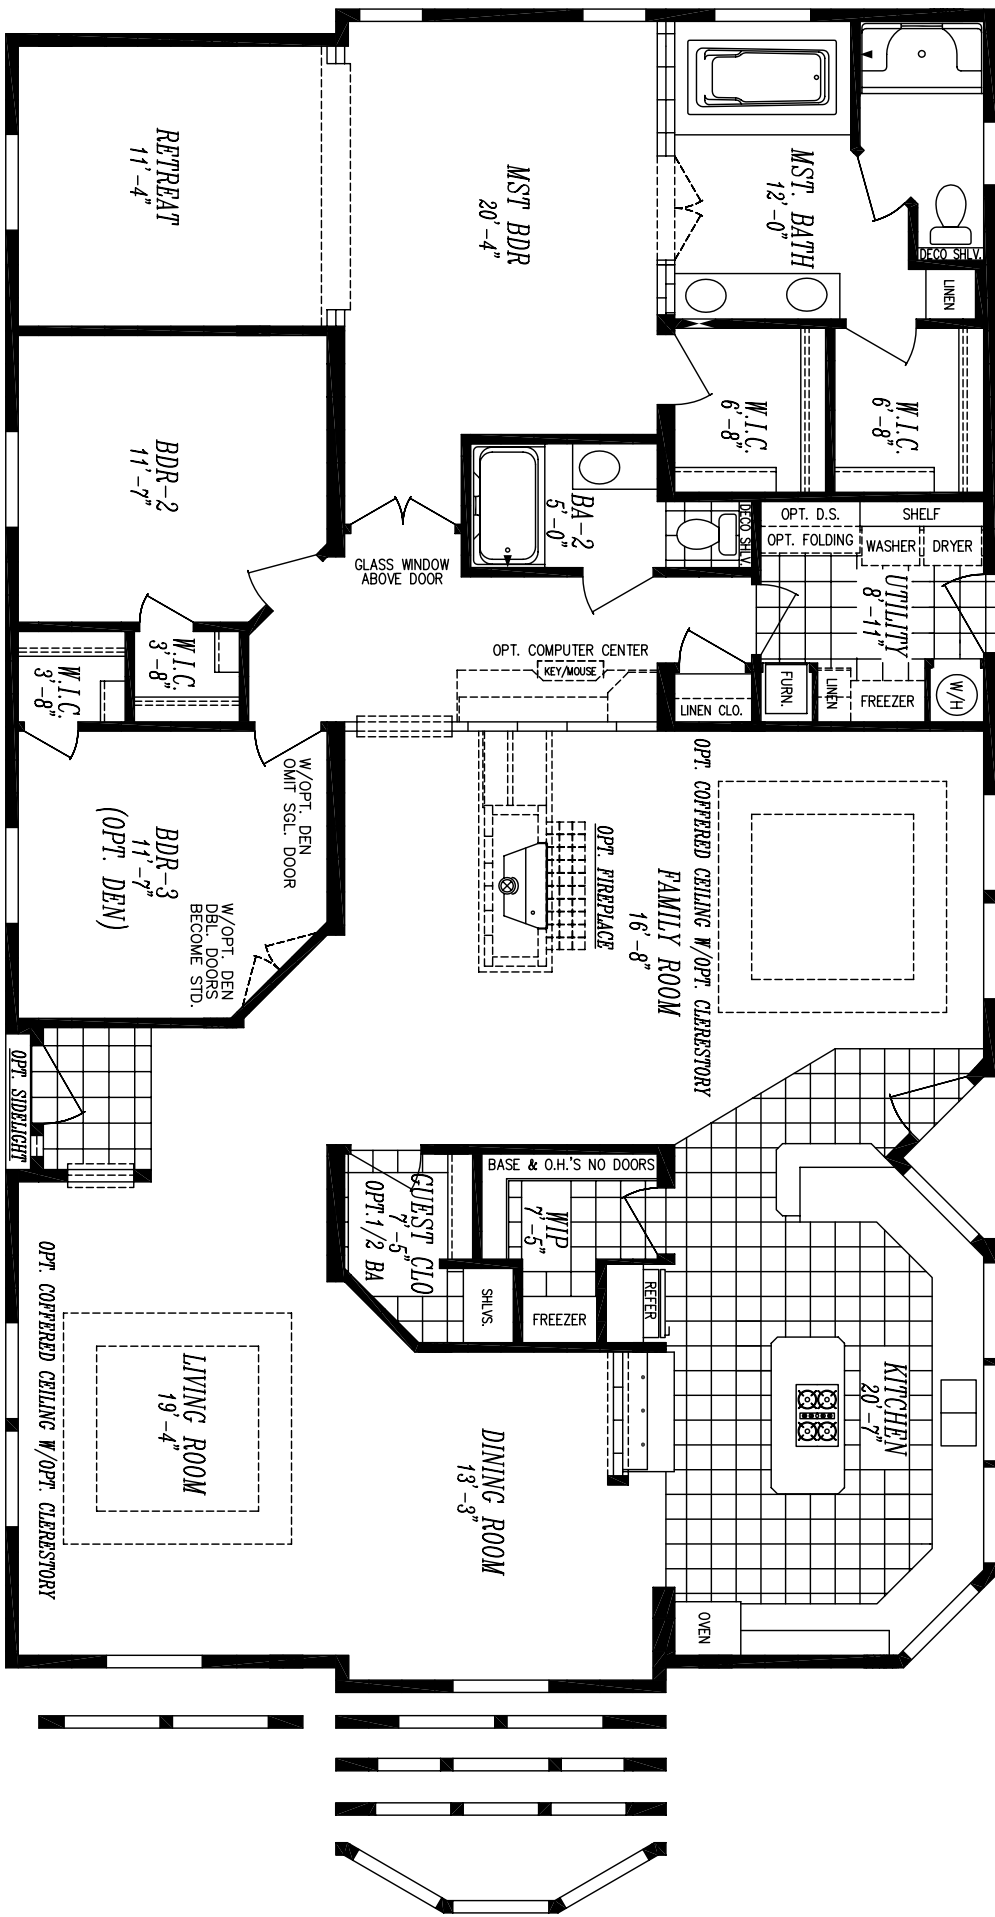 RETREAT
11'-4"
MST BDR
20'-4"
MST. BATH
12'-0"
DECO SHLV.
LINEN
W.I.C.
6'-8"
W.I.C.
6'-8"
BDR-2
11'-7"
BA-2
5'-0"
DECO SHLV.
OPT. D.S.
SHELF
OPT. FOLDING
WASHER
DRYER
UTILITY
8'-11"
GLASS WINDOW
ABOVE DOOR
OPT. COMPUTER CENTER
KEY/MOUSE
LINEN CLO.
FURN.
LINEN
FREEZER
W/H
W.I.C.
3'-8"
W.I.C.
3'-8"
W/OPT. DEN
OMIT SGL. DOOR
BDR-3
11'-7"
(OPT. DEN)
W/OPT. DEN
DBL. DOORS
BECOME STD.
OPT. FIREPLACE
FAMILY ROOM
16'-8"
OPT. COFFERED CEILING W/OPT. CLERESTORY
OPT. SIDELIGHT
BASE & O.H.'S NO DOORS
GUEST CLO
7'-5"
OPT.1/2 BA
WIP
7'-5"
SHLVS.
FREEZER
REFER
KITCHEN
20'-7"
LIVING ROOM
19'-4"
OPT. COFFERED CEILING W/OPT. CLERESTORY
DINING ROOM
13'-3"
OVEN